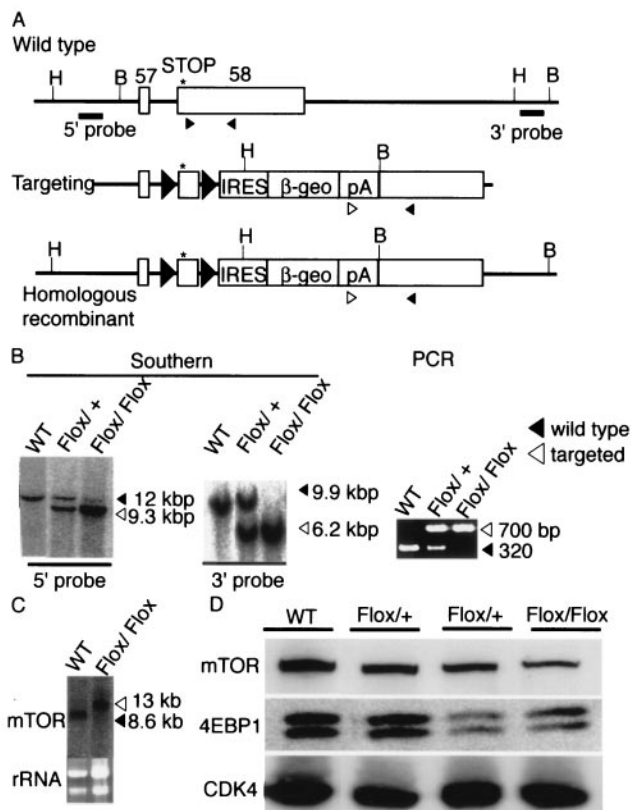 A
Wild type
STOP
H B 57 * 58 H B
5' probe 3' probe
* H B
Targeting IRES β-geo pA
H * H B B
IRES β-geo pA
Homologous
recombinant
B Southern PCR
WT Flox/+ Flox/Flox WT Flox/+ Flox/Flox WT Flox/+ Flox/Flox
◀ wild type
◁ targeted
◀ 12 kbp
◁ 9.3kbp
◀ 9.9 kbp
◁ 6.2 kbp
◁ 700 bp
◀ 320
5' probe 3' probe
C
WT Flox/Flox
◁ 13 kb
mTOR ◀ 8.6 kb
rRNA
D
WT Flox/+ Flox/+ Flox/Flox
mTOR
4EBP1
CDK4